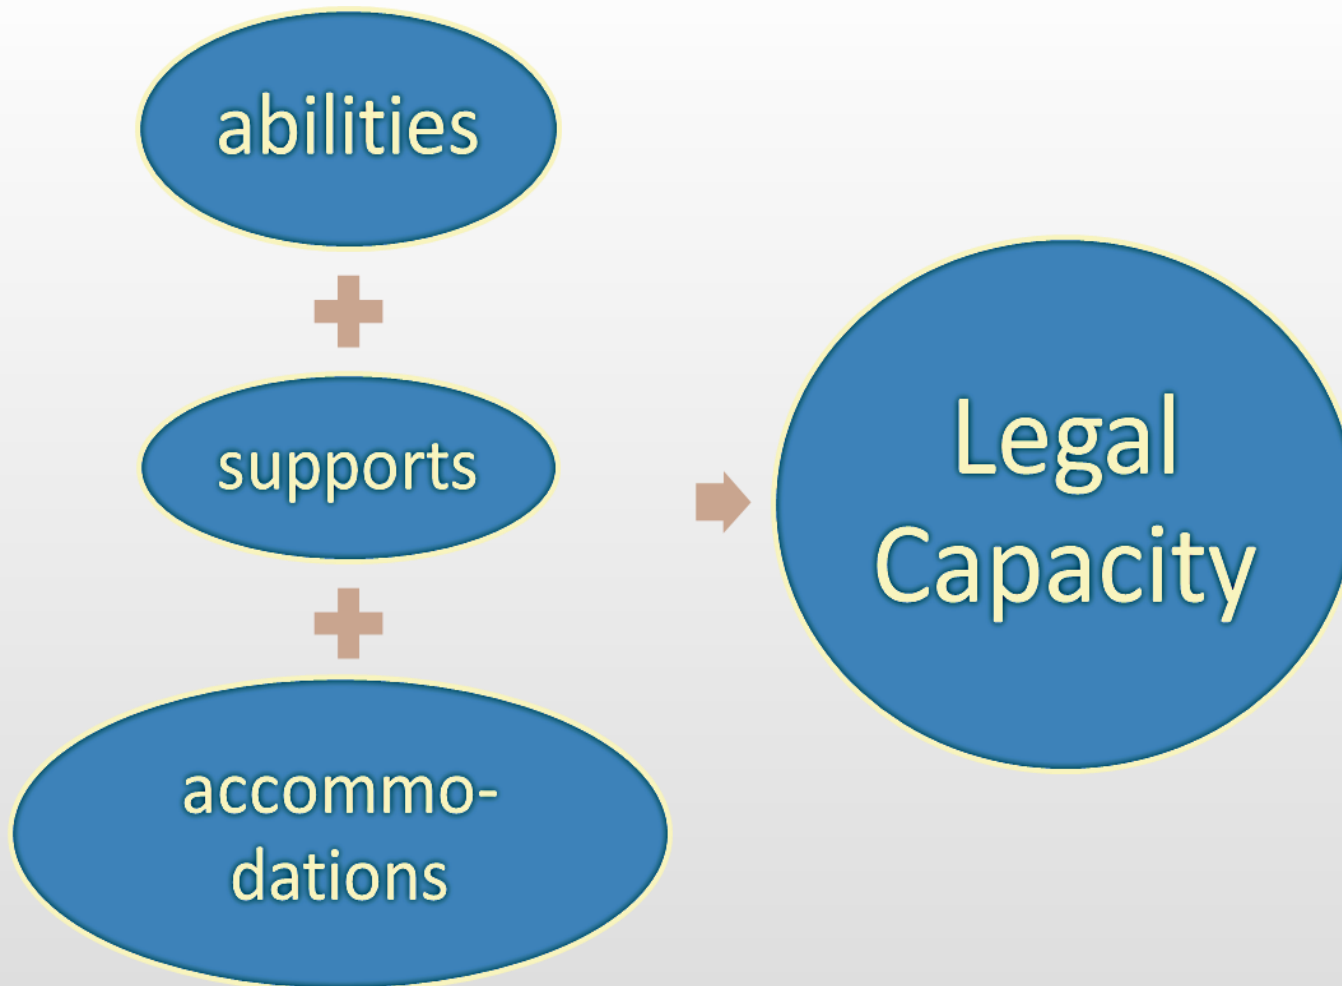 abilities
supports
accommo-
dations
Legal
Capacity